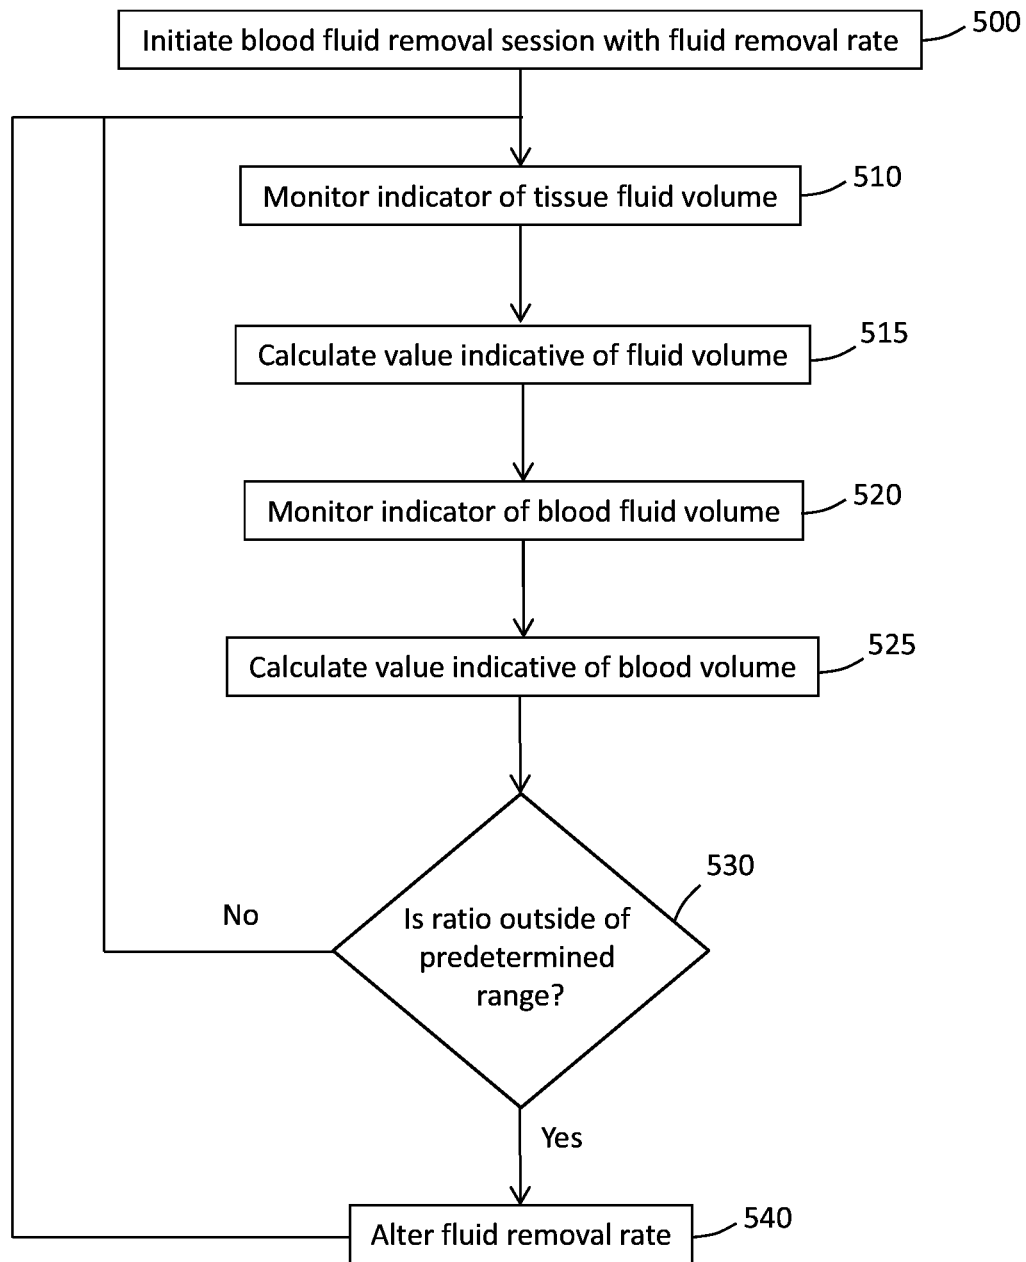 Initiate blood fluid removal session with fluid removal rate
500
Monitor indicator of tissue fluid volume
510
Calculate value indicative of fluid volume
515
Monitor indicator of blood fluid volume
520
Calculate value indicative of blood volume
525
530
Is ratio outside of
predetermined
range?
No
Yes
Alter fluid removal rate
540